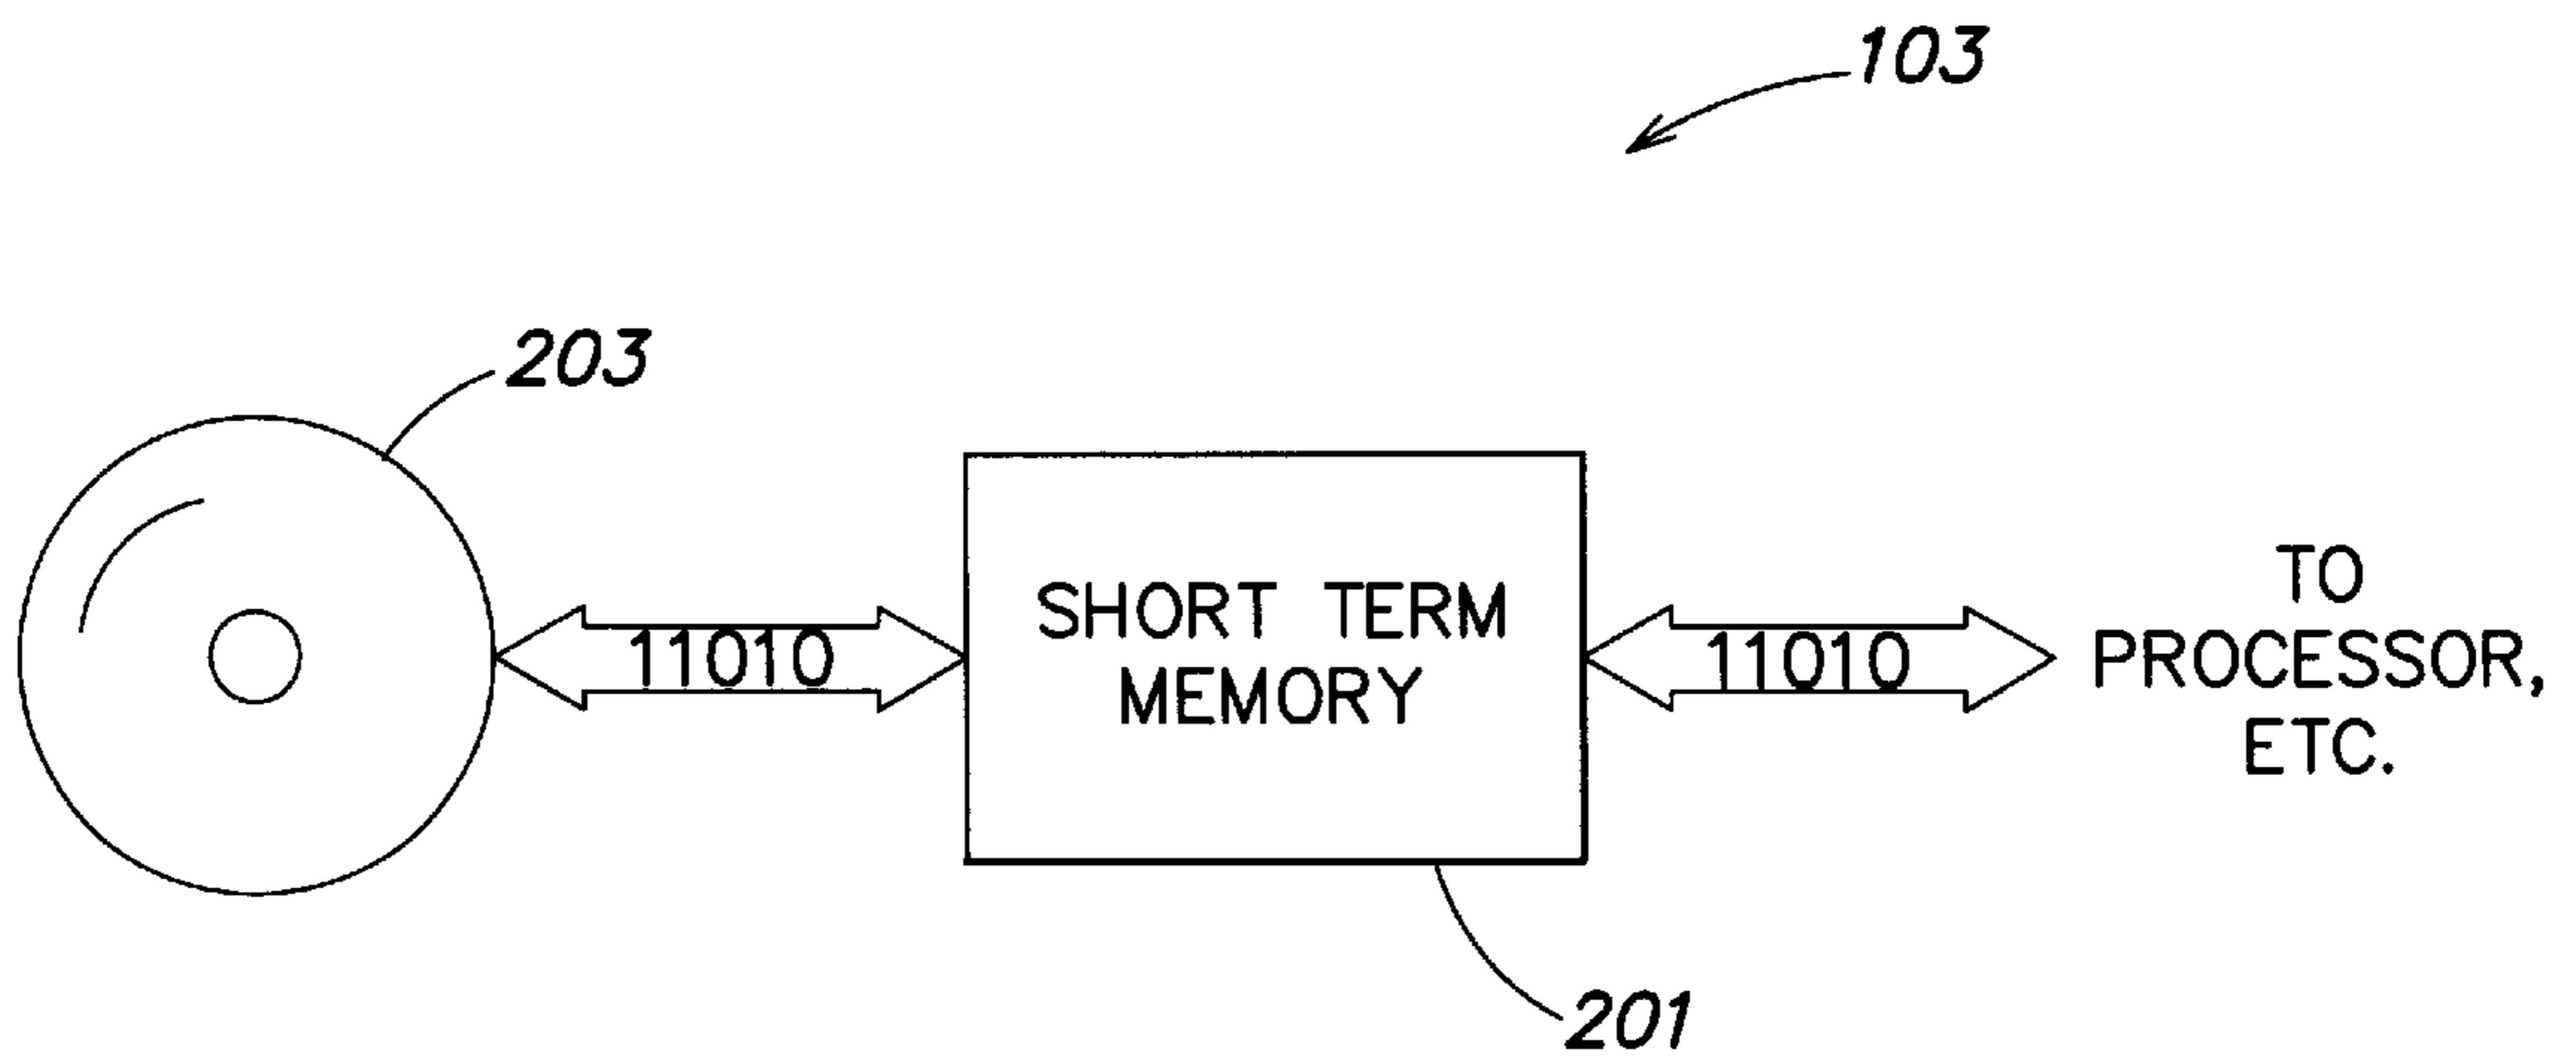 103
203
11010
SHORT TERM
MEMORY
11010
TO
PROCESSOR,
ETC.
201